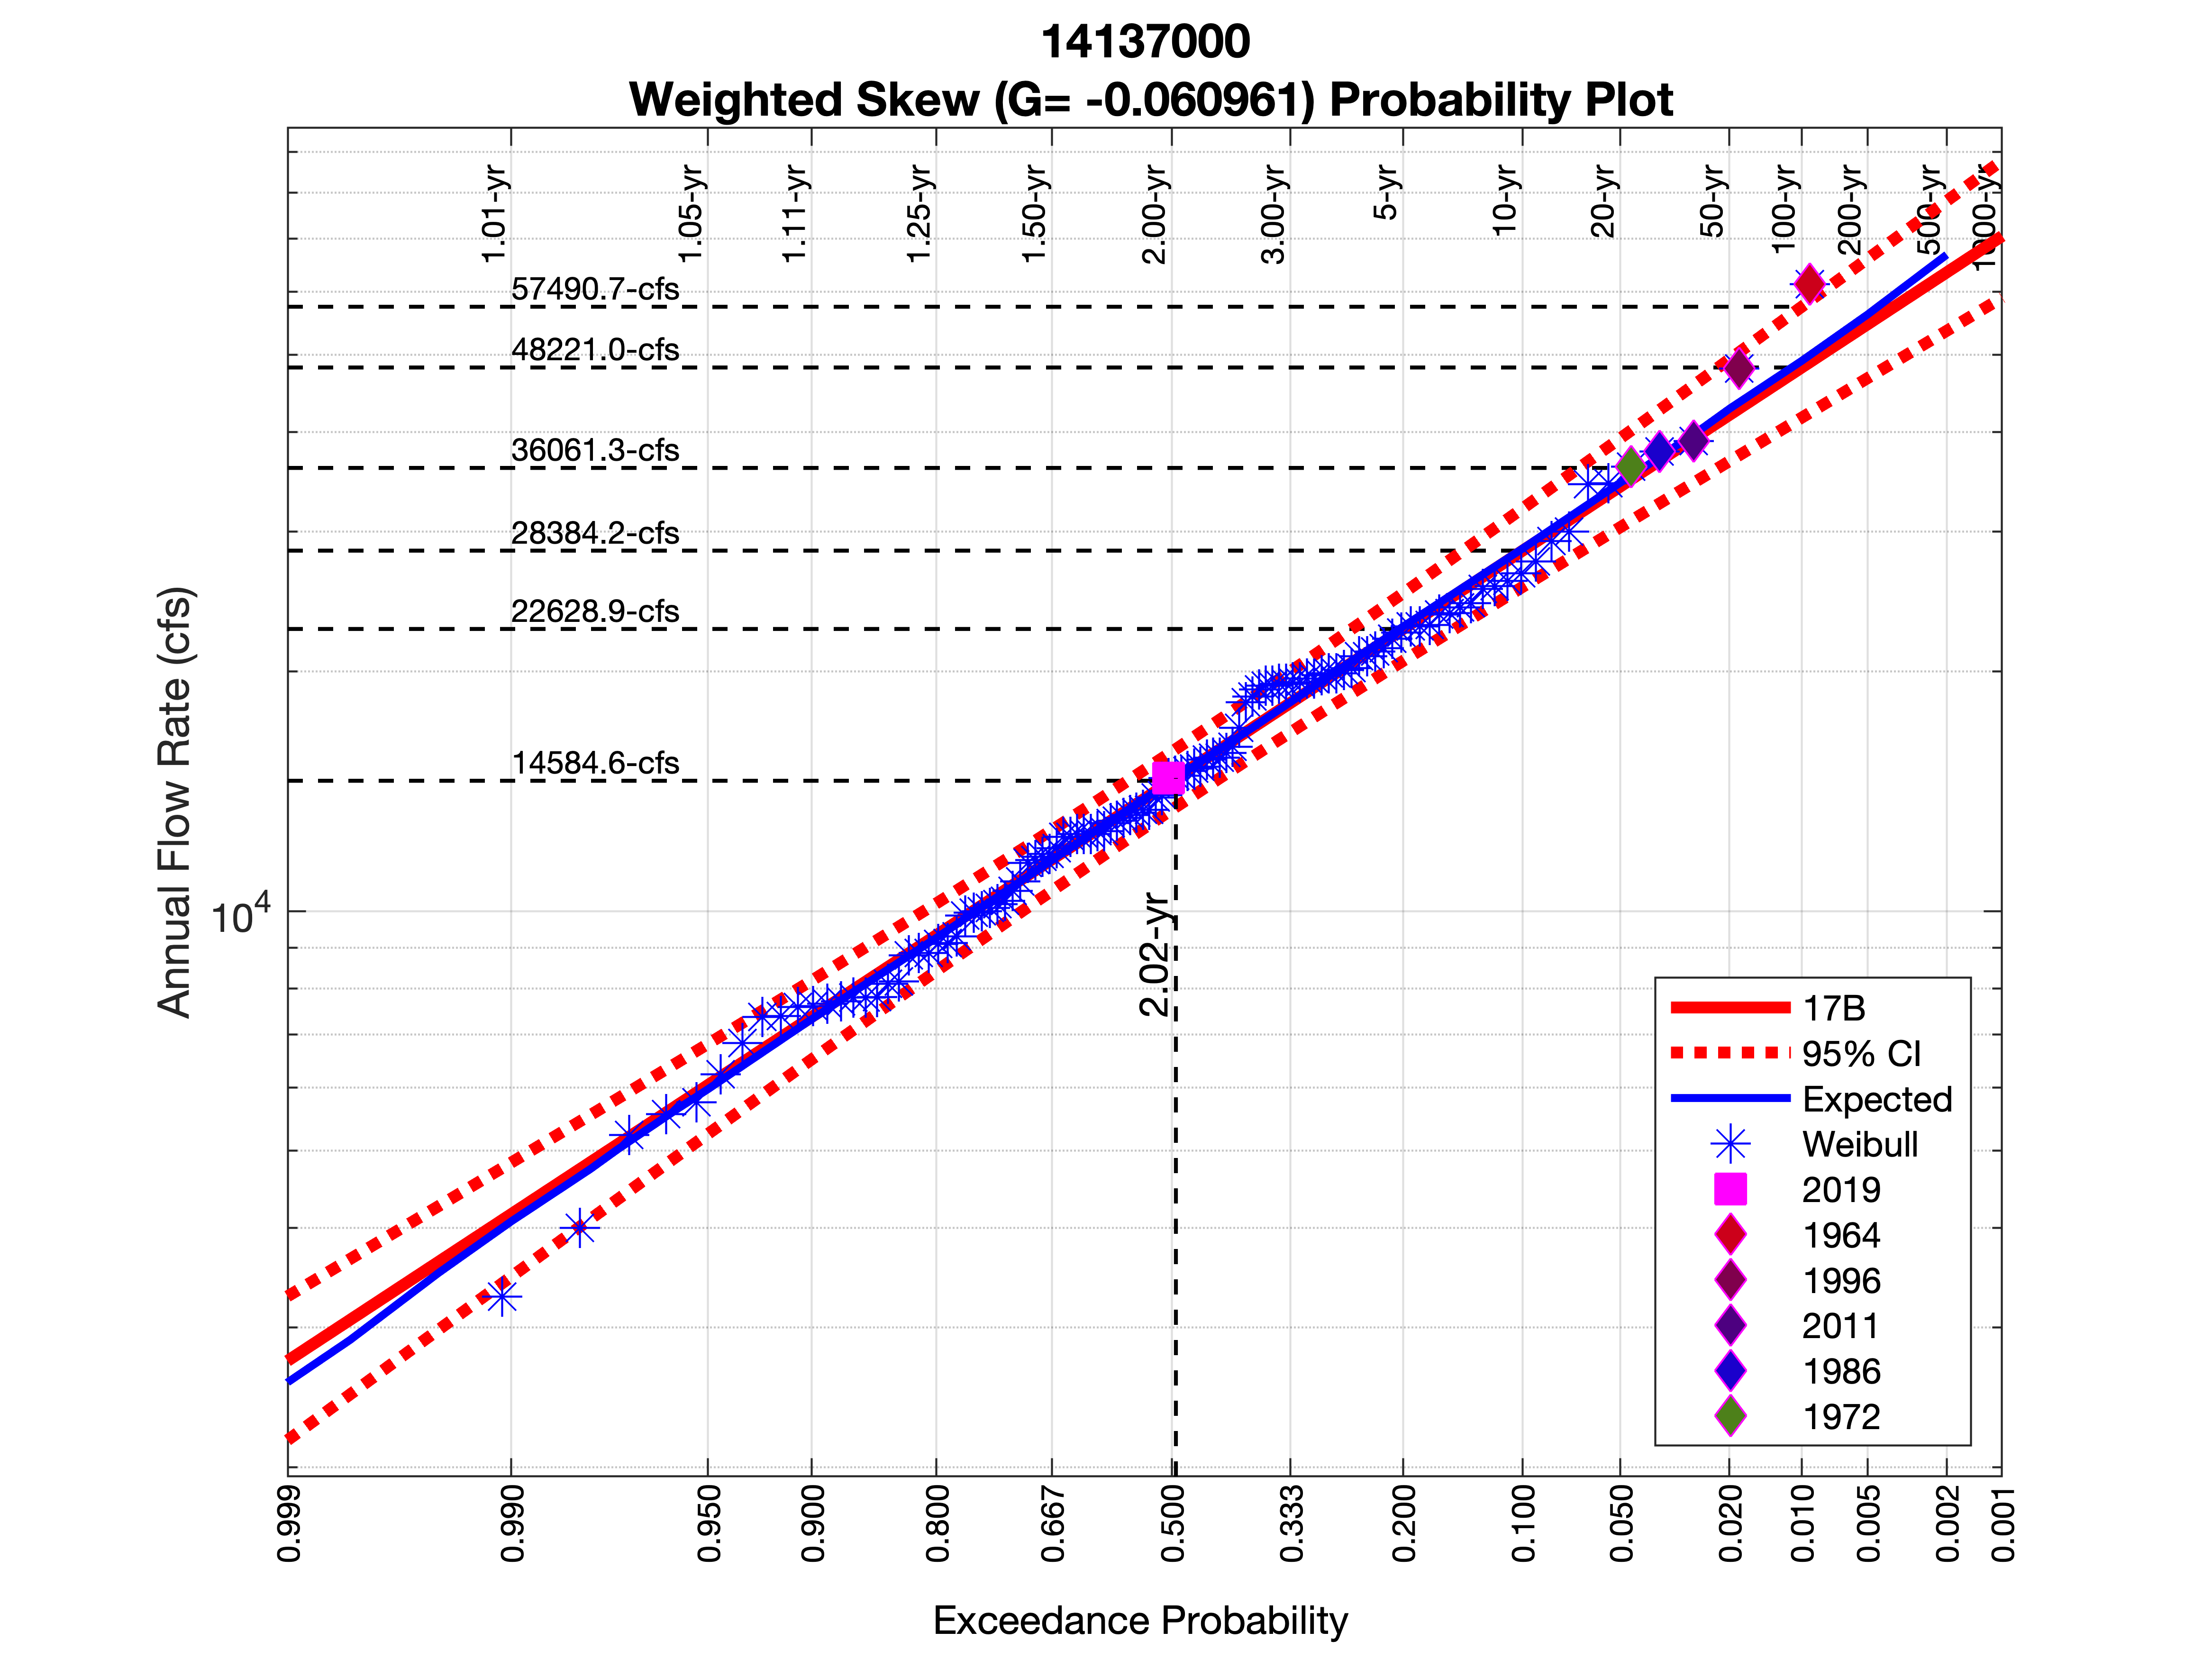 14137000
Weighted Skew (G= -0.060961) Probability Plot
1.01-yr
1.05-yr
1.11-yr
1.25-yr
1.50-yr
2.00-yr
3.00-yr
5-yr
10-yr
20-yr
50-yr
100-yr
200-yr
500-yr
1000-yr
57490.7-cfs
48221.0-cfs
36061.3-cfs
28384.2-cfs
22628.9-cfs
14584.6-cfs
Annual Flow Rate (cfs)
10^4
2.02-yr
17B
95% CI
Expected
Weibull
2019
1964
1996
2011
1986
1972
0.999
0.990
0.950
0.900
0.800
0.667
0.500
0.333
0.200
0.100
0.050
0.020
0.010
0.005
0.002
0.001
Exceedance Probability